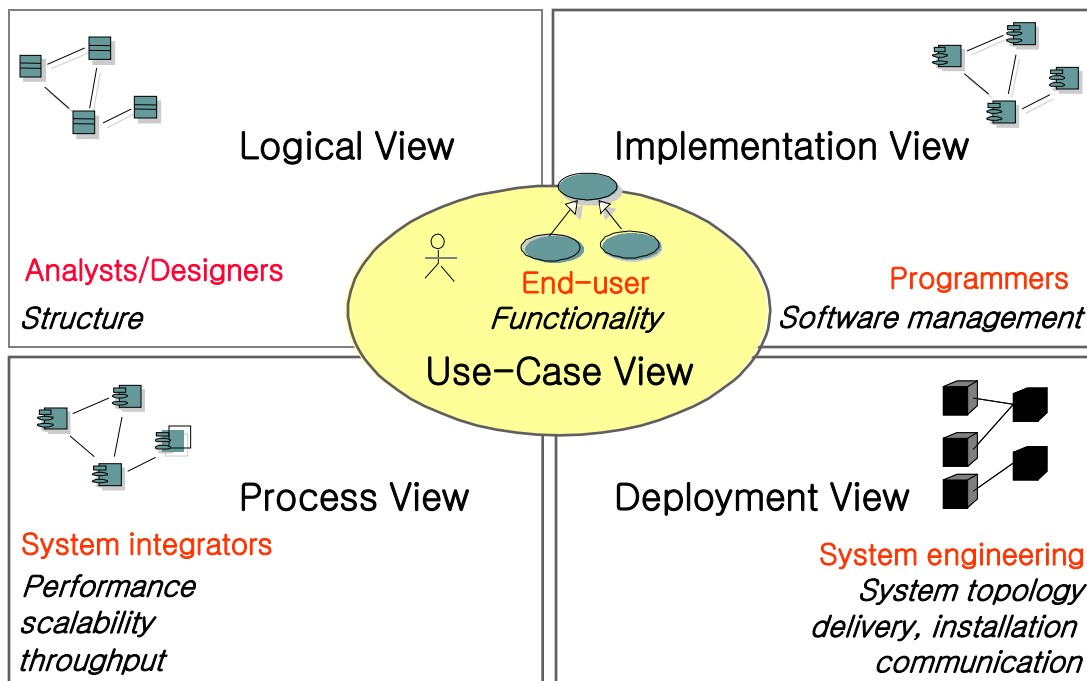 Logical View
Analysts/Designers
Structure
Implementation View
Programmers
Software management
End-user
Functionality
Use-Case View
Process View
System integrators
Performance
scalability
throughput
Deployment View
System engineering
System topology
delivery, installation
communication